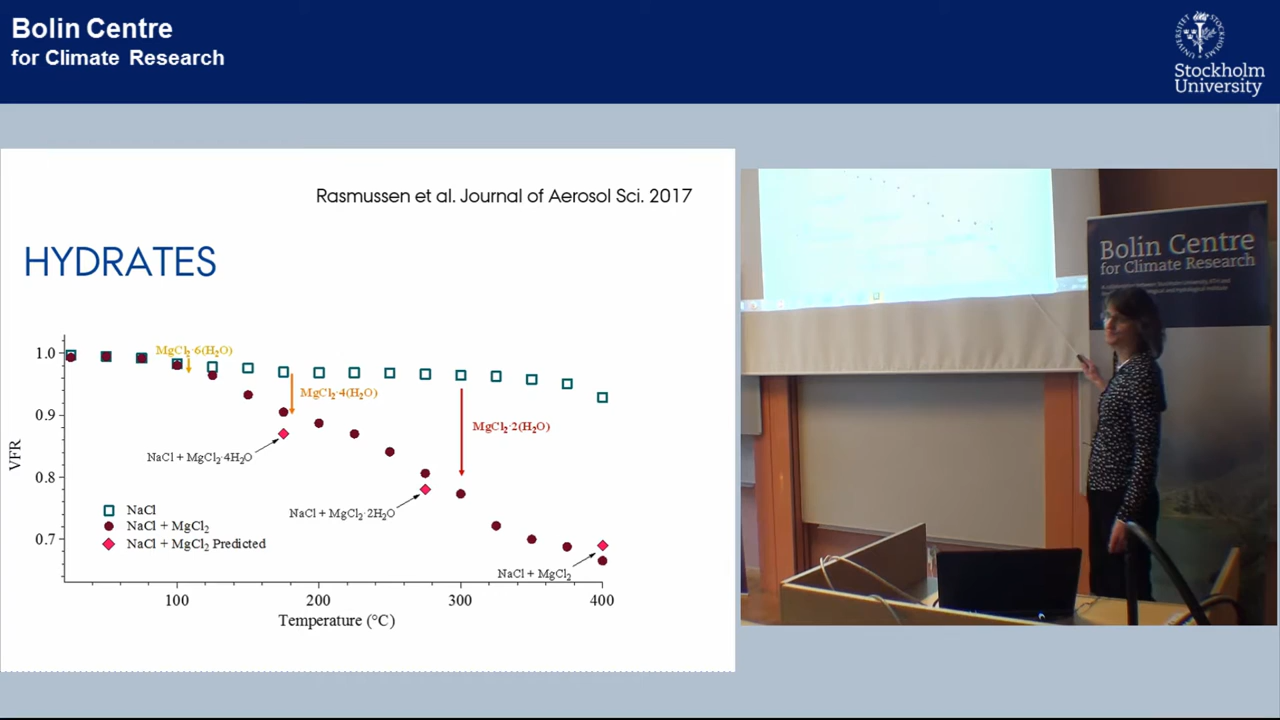 Bolin Centre
for Climate Research
Stockholm
University
Rasmussen et al. Journal of Aerosol Sci. 2017
HYDRATES
VFR
1.0
0.9
0.8
0.7
MgCl₂·6(H₂O)
MgCl₂·4(H₂O)
MgCl₂·2(H₂O)
NaCl + MgCl₂·4H₂O
NaCl + MgCl₂·2H₂O
NaCl + MgCl₂
NaCl
NaCl + MgCl₂
NaCl + MgCl₂ Predicted
100
200
300
400
Temperature (°C)
Bolin Centre
for Climate Research